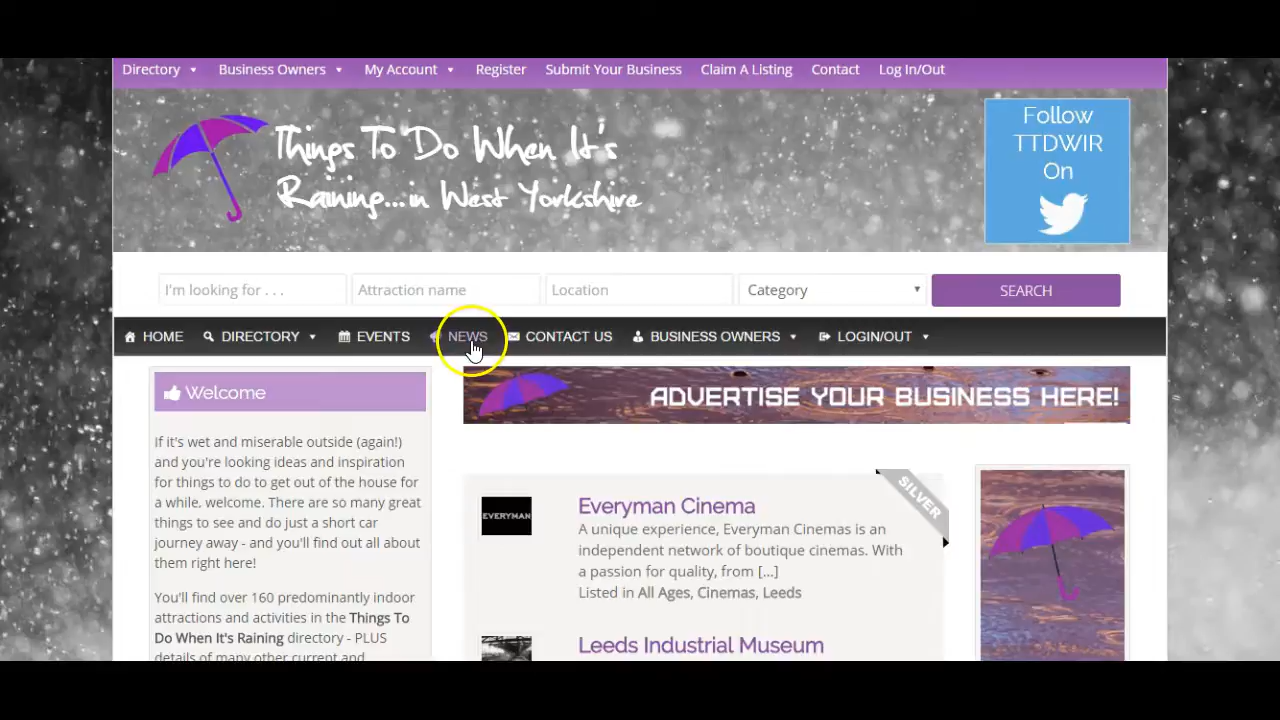 Directory Business Owners My Account Register Submit Your Business Claim A Listing Contact Log In/Out
Things To Do When It's
Raining...in West Yorkshire
Follow
TTDWIR
On
I'm looking for . . . Attraction name Location Category SEARCH
HOME DIRECTORY EVENTS NEWS CONTACT US BUSINESS OWNERS LOGIN/OUT
Welcome
ADVERTISE YOUR BUSINESS HERE!
If it's wet and miserable outside (again!)
and you're looking ideas and inspiration
for things to do to get out of the house for
a while, welcome. There are so many great
things to see and do just a short car
journey away - and you'll find out all about
them right here!
You'll find over 160 predominantly indoor
attractions and activities in the Things To
Do When It's Raining directory - PLUS
details of many other current and
EVERYMAN
Everyman Cinema
SILVER
A unique experience, Everyman Cinemas is an
independent network of boutique cinemas. With
a passion for quality, from [...]
Listed in All Ages, Cinemas, Leeds
Leeds Industrial Museum